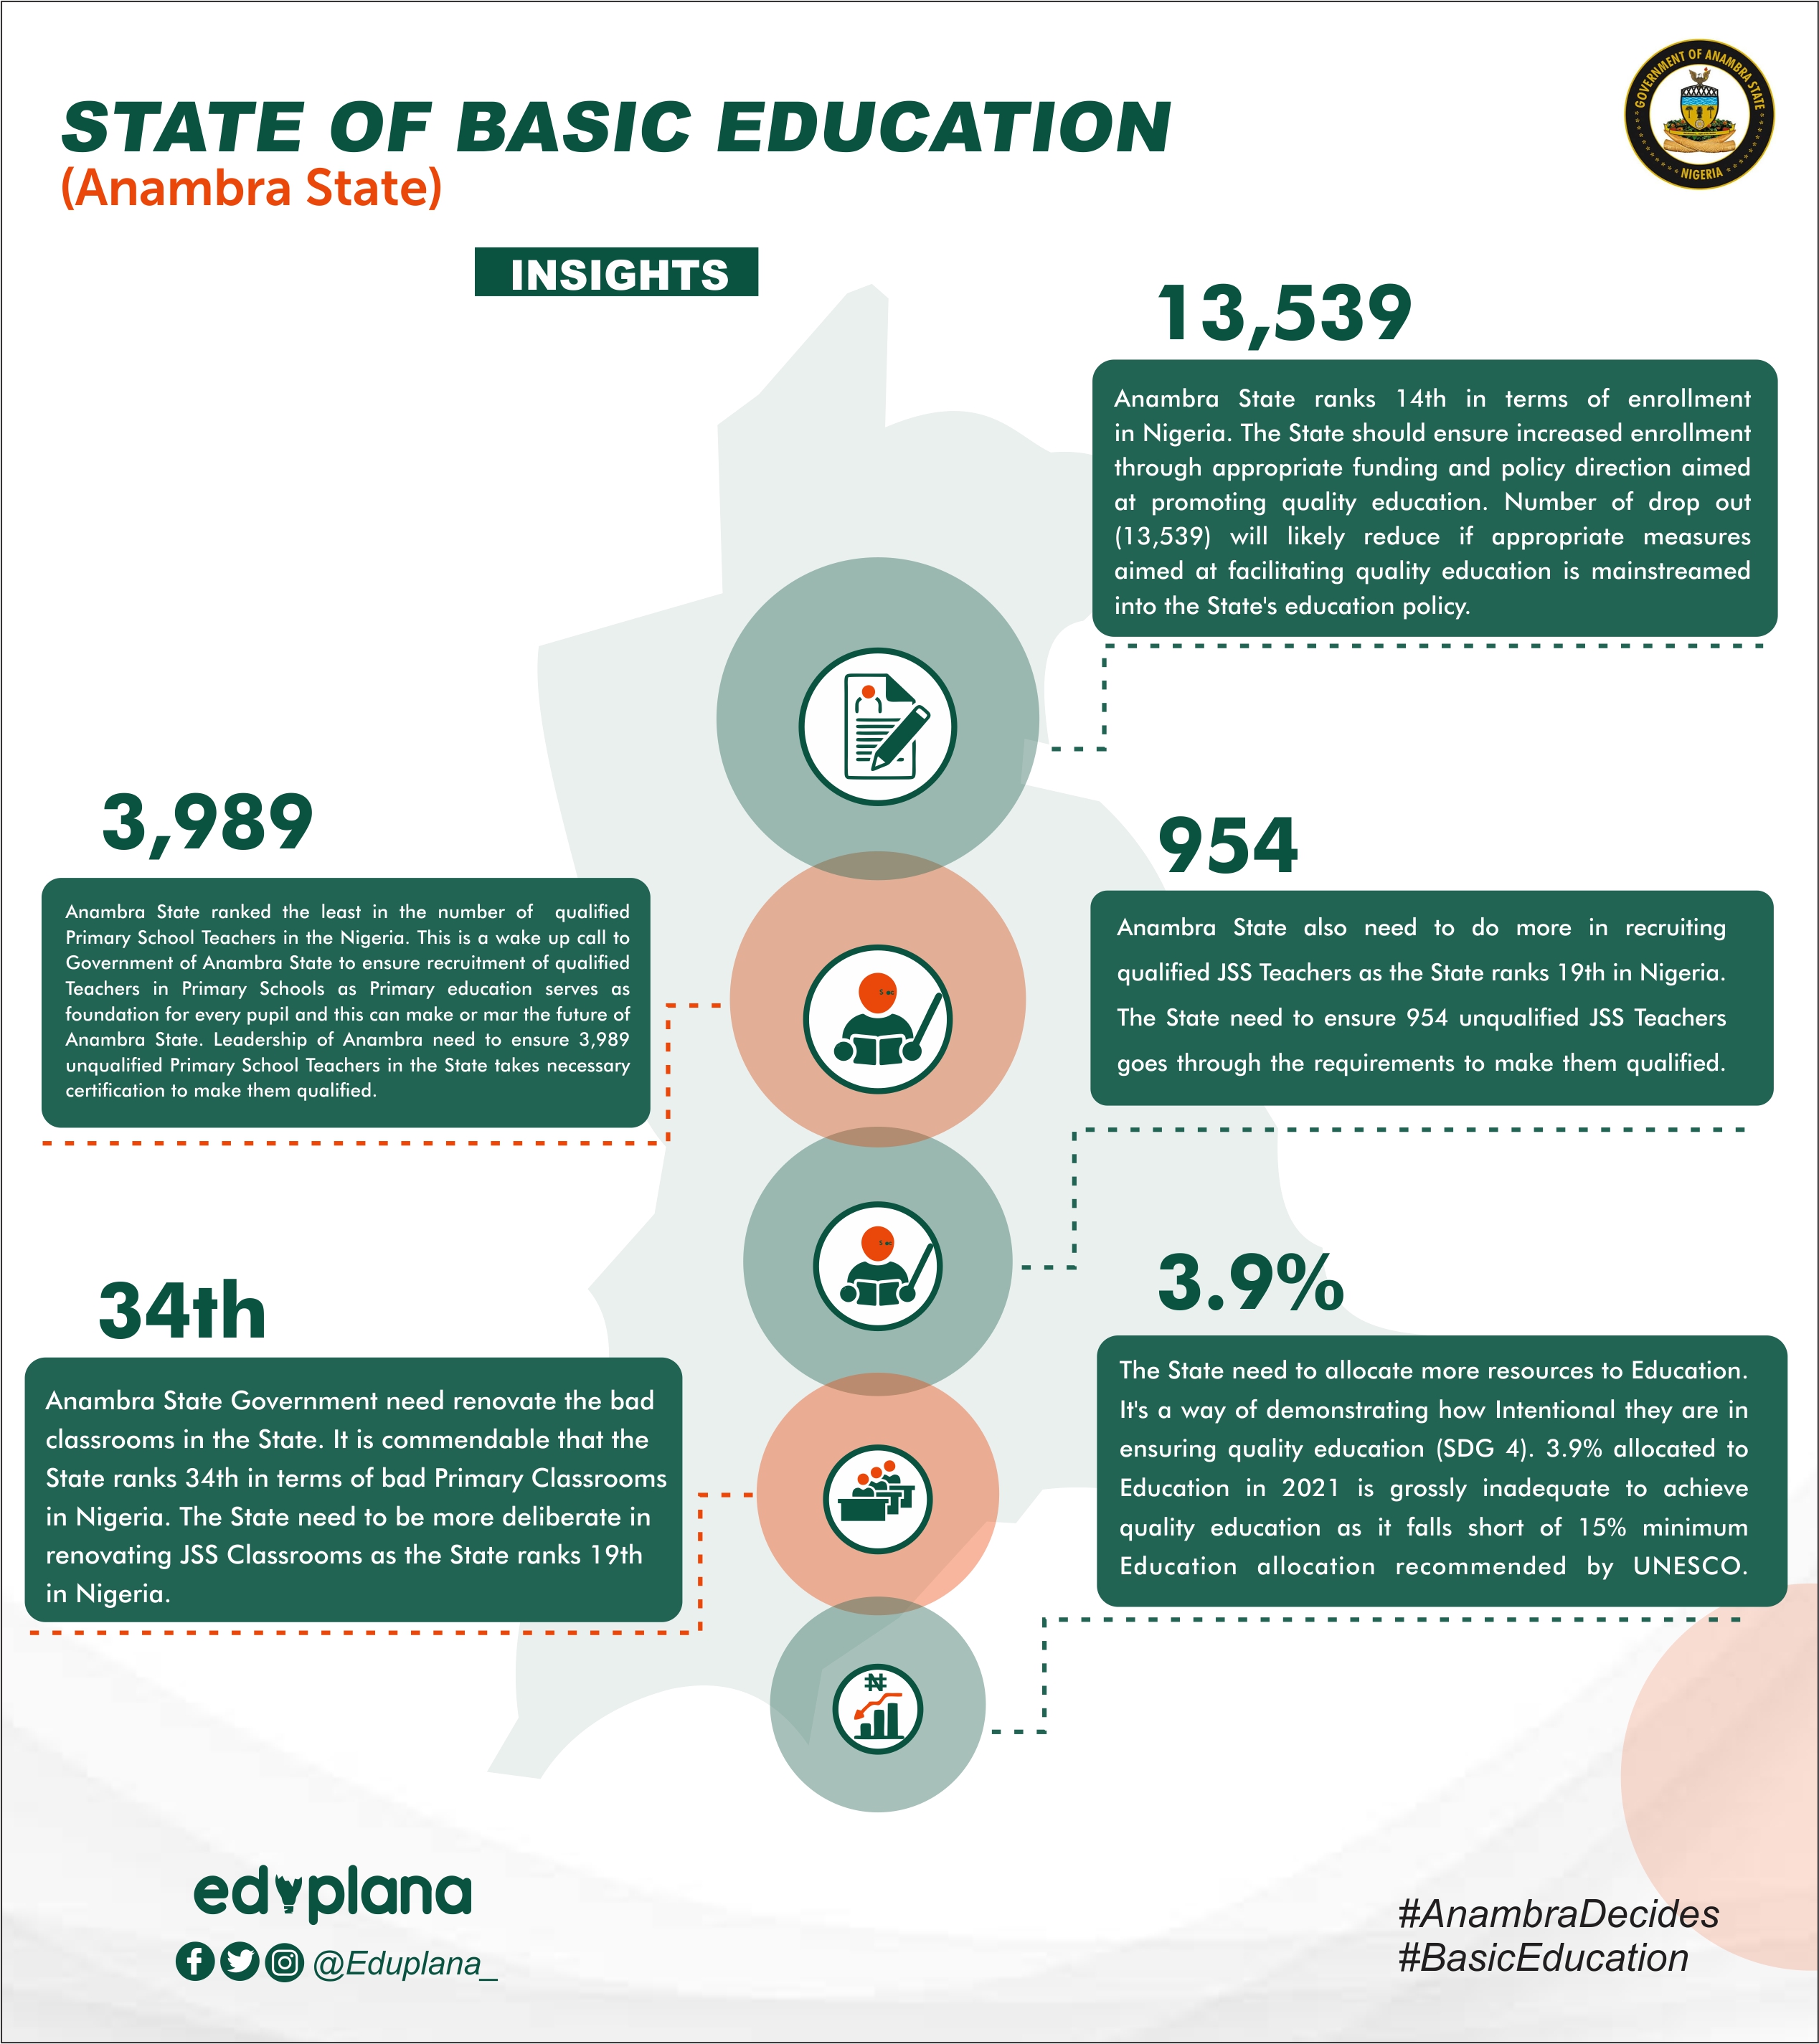 STATE OF BASIC EDUCATION
(Anambra State)
GOVERNMENT OF ANAMBRA STATE
NIGERIA
INSIGHTS
13,539
Anambra State ranks 14th in terms of enrollment
in Nigeria. The State should ensure increased enrollment
through appropriate funding and policy direction aimed
at promoting quality education. Number of drop out
(13,539) will likely reduce if appropriate measures
aimed at facilitating quality education is mainstreamed
into the State's education policy.
3,989
Anambra State ranked the least in the number of qualified
Primary School Teachers in the Nigeria. This is a wake up call to
Government of Anambra State to ensure recruitment of qualified
Teachers in Primary Schools as Primary education serves as
foundation for every pupil and this can make or mar the future of
Anambra State. Leadership of Anambra need to ensure 3,989
unqualified Primary School Teachers in the State takes necessary
certification to make them qualified.
954
Anambra State also need to do more in recruiting
qualified JSS Teachers as the State ranks 19th in Nigeria.
The State need to ensure 954 unqualified JSS Teachers
goes through the requirements to make them qualified.
34th
Anambra State Government need renovate the bad
classrooms in the State. It is commendable that the
State ranks 34th in terms of bad Primary Classrooms
in Nigeria. The State need to be more deliberate in
renovating JSS Classrooms as the State ranks 19th
in Nigeria.
3.9%
The State need to allocate more resources to Education.
It's a way of demonstrating how Intentional they are in
ensuring quality education (SDG 4). 3.9% allocated to
Education in 2021 is grossly inadequate to achieve
quality education as it falls short of 15% minimum
Education allocation recommended by UNESCO.
₦
eduplana
@Eduplana_
#AnambraDecides
#BasicEducation